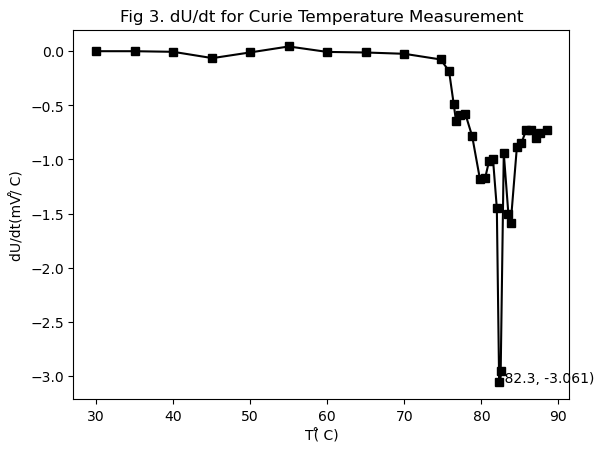 Fig 3. dU/dt for Curie Temperature Measurement
0.0
−0.5
−1.0
−1.5
−2.0
−2.5
−3.0
dU/dt(mV/̊ C)
82.3, -3.061)
30 40 50 60 70 80 90
T(̊ C)